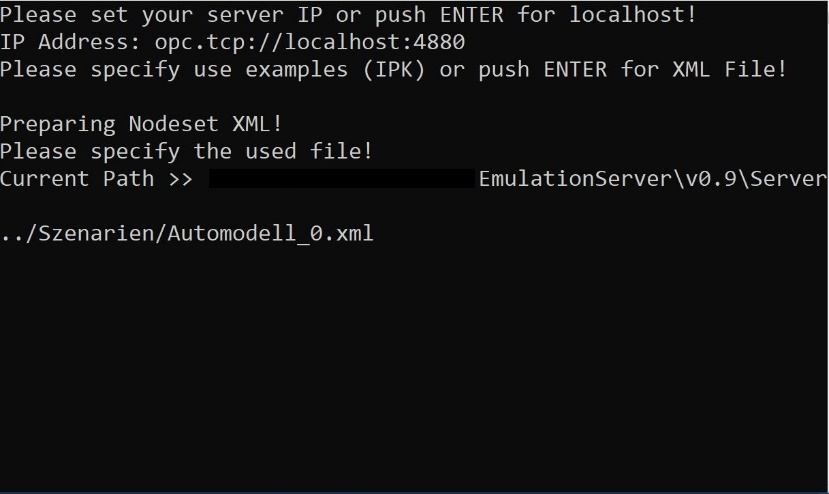 Please set your server IP or push ENTER for localhost!
IP Address: opc.tcp://localhost:4880
Please specify use examples (IPK) or push ENTER for XML File!
Preparing Nodeset XML!
Please specify the used file!
Current Path >> EmulationServer\v0.9\Server
../Szenarien/Automodell_0.xml